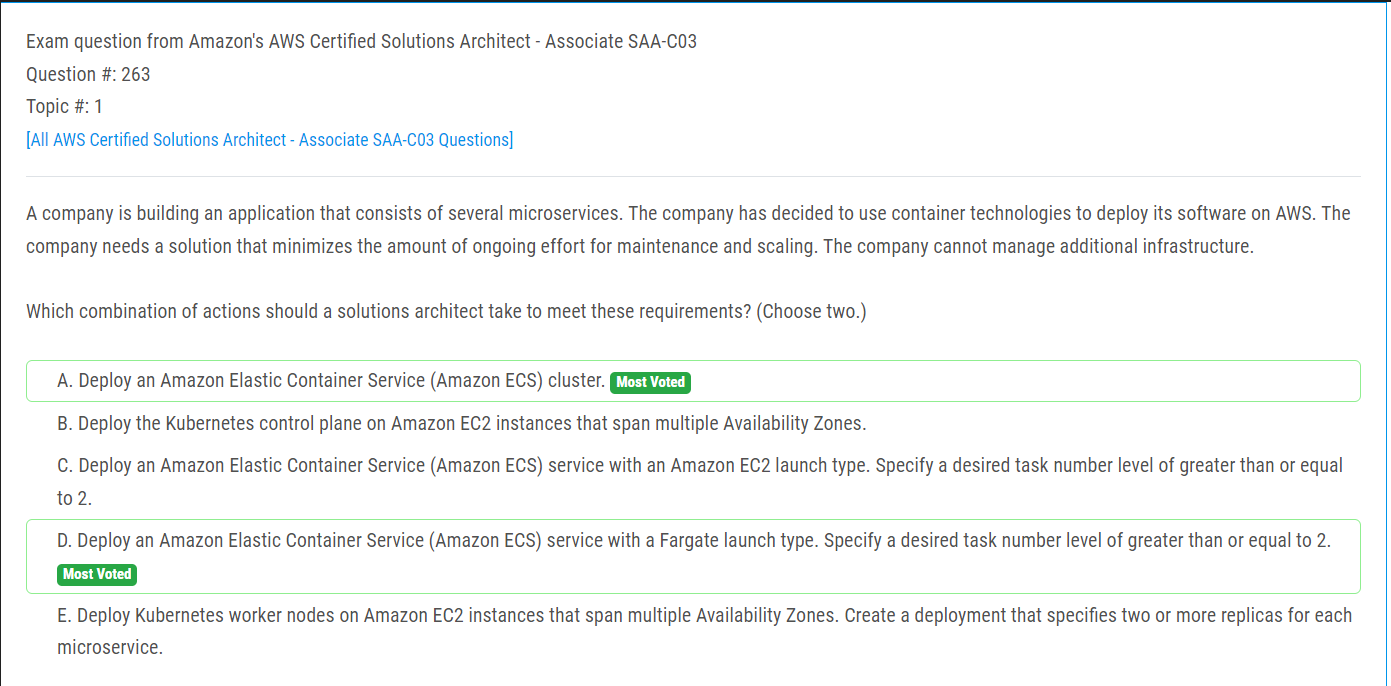 Exam question from Amazon's AWS Certified Solutions Architect - Associate SAA-C03
Question #: 263
Topic #: 1
[All AWS Certified Solutions Architect - Associate SAA-C03 Questions]
A company is building an application that consists of several microservices. The company has decided to use container technologies to deploy its software on AWS. The
company needs a solution that minimizes the amount of ongoing effort for maintenance and scaling. The company cannot manage additional infrastructure.
Which combination of actions should a solutions architect take to meet these requirements? (Choose two.)
A. Deploy an Amazon Elastic Container Service (Amazon ECS) cluster. Most Voted
B. Deploy the Kubernetes control plane on Amazon EC2 instances that span multiple Availability Zones.
C. Deploy an Amazon Elastic Container Service (Amazon ECS) service with an Amazon EC2 launch type. Specify a desired task number level of greater than or equal
to 2.
D. Deploy an Amazon Elastic Container Service (Amazon ECS) service with a Fargate launch type. Specify a desired task number level of greater than or equal to 2.
Most Voted
E. Deploy Kubernetes worker nodes on Amazon EC2 instances that span multiple Availability Zones. Create a deployment that specifies two or more replicas for each
microservice.